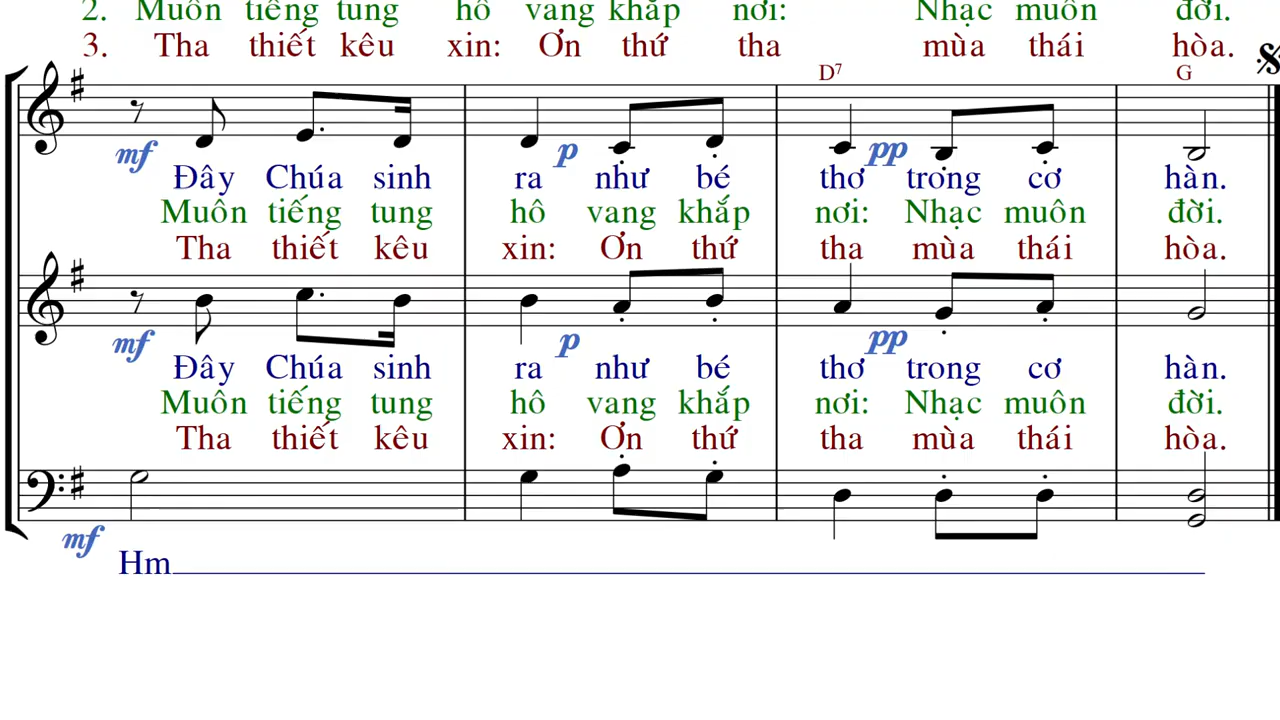 2. Muôn tiếng tung hô vang khắp nơi: Nhạc muôn đời.
3. Tha thiết kêu xin: Ơn thứ tha mùa thái hòa.
D7 G
mf p pp
Đây Chúa sinh ra như bé thơ trong cơ hàn.
Muôn tiếng tung hô vang khắp nơi: Nhạc muôn đời.
Tha thiết kêu xin: Ơn thứ tha mùa thái hòa.
mf p pp
Đây Chúa sinh ra như bé thơ trong cơ hàn.
Muôn tiếng tung hô vang khắp nơi: Nhạc muôn đời.
Tha thiết kêu xin: Ơn thứ tha mùa thái hòa.
mf
Hm